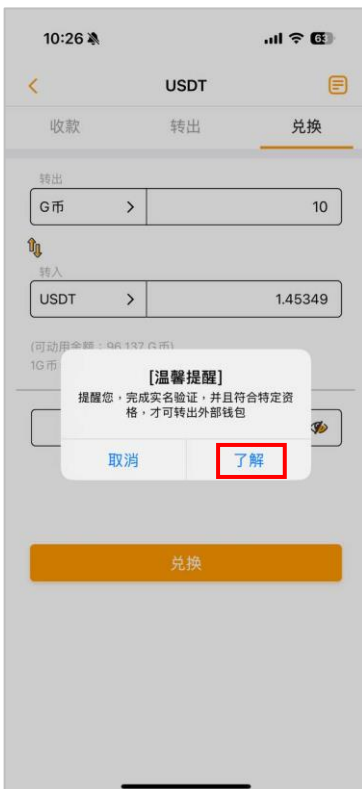 10:26
63
USDT
收款
转出
兑换
转出
G币
10
转入
USDT
1.45349
(可动用金额：96.137 G币)
1G币
[温馨提醒]
提醒您，完成实名验证，并且符合特定资
格，才可转出外部钱包
取消
了解
兑换